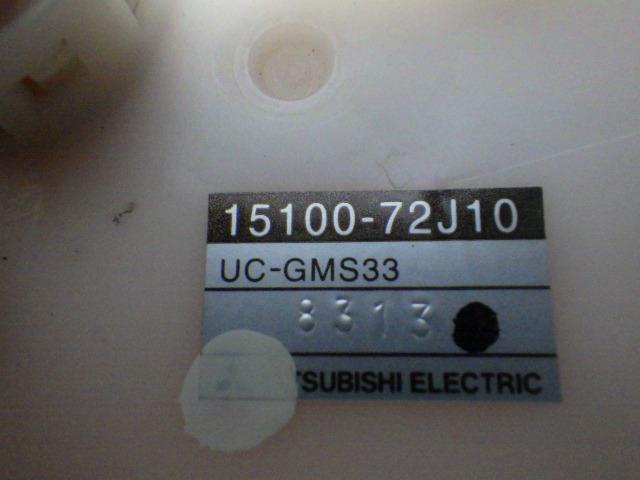 15100-72J10
UC-GMS33
8313
TSUBISHI ELECTRIC